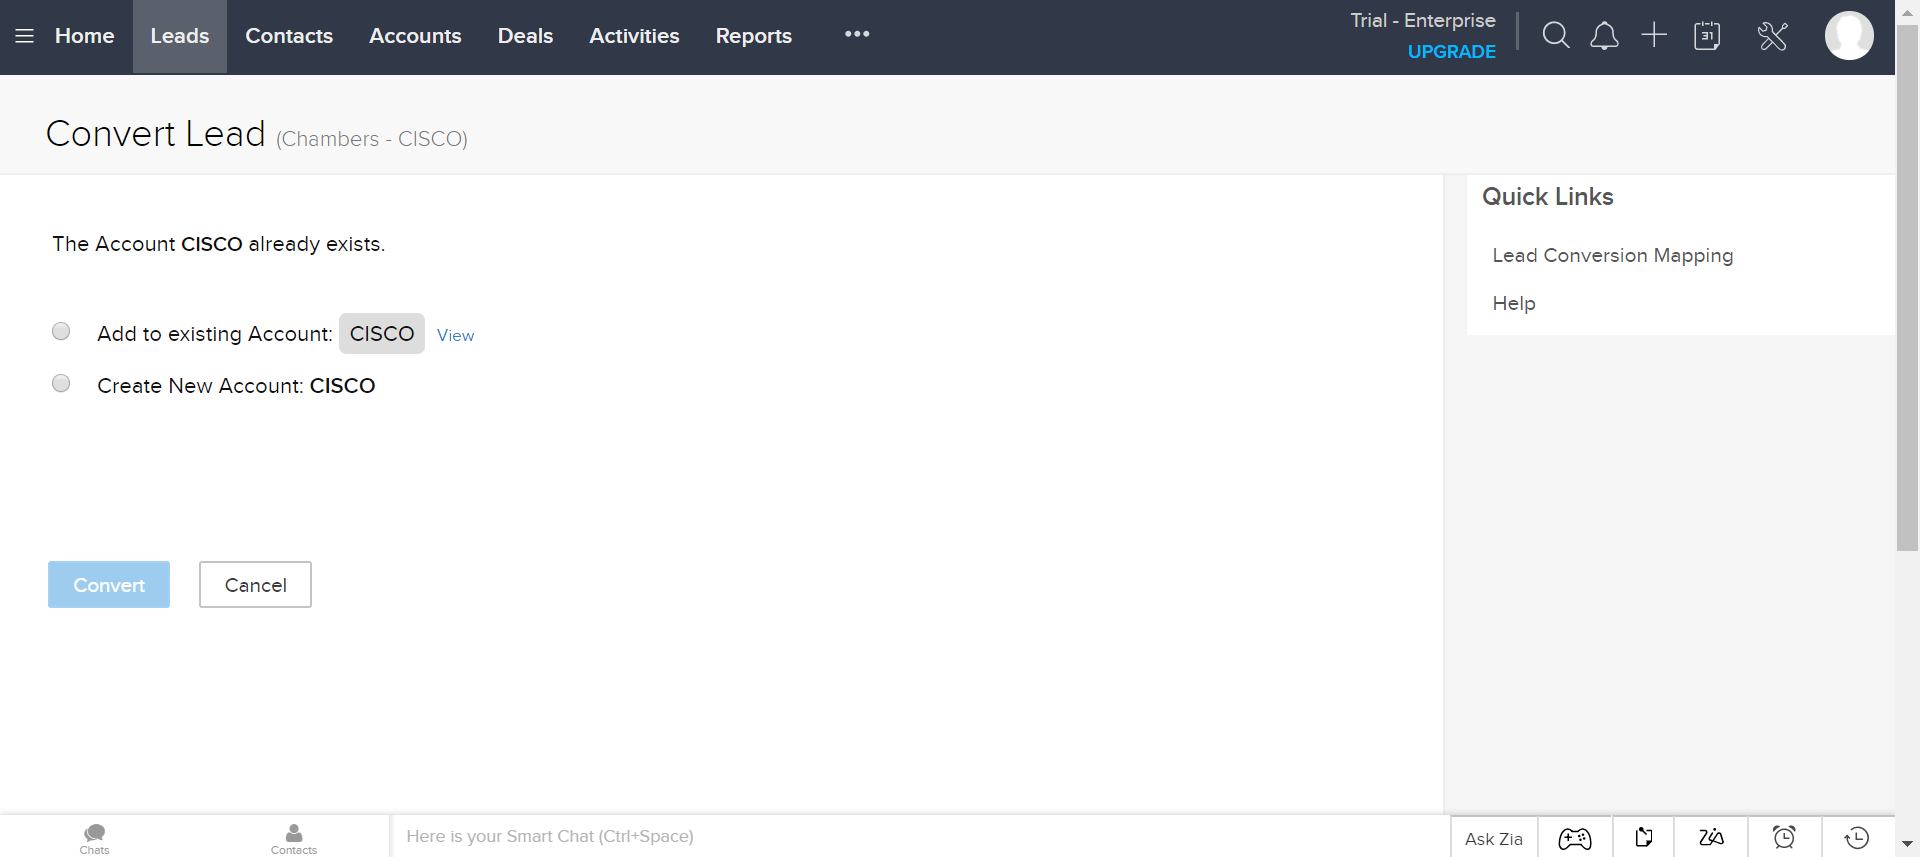 Home Leads Contacts Accounts Deals Activities Reports ••• Trial - Enterprise
UPGRADE
31
Convert Lead (Chambers - CISCO)
Quick Links
The Account CISCO already exists.
Lead Conversion Mapping
Help
Add to existing Account: CISCO View
Create New Account: CISCO
Convert Cancel
Chats Contacts Here is your Smart Chat (Ctrl+Space) Ask Zia